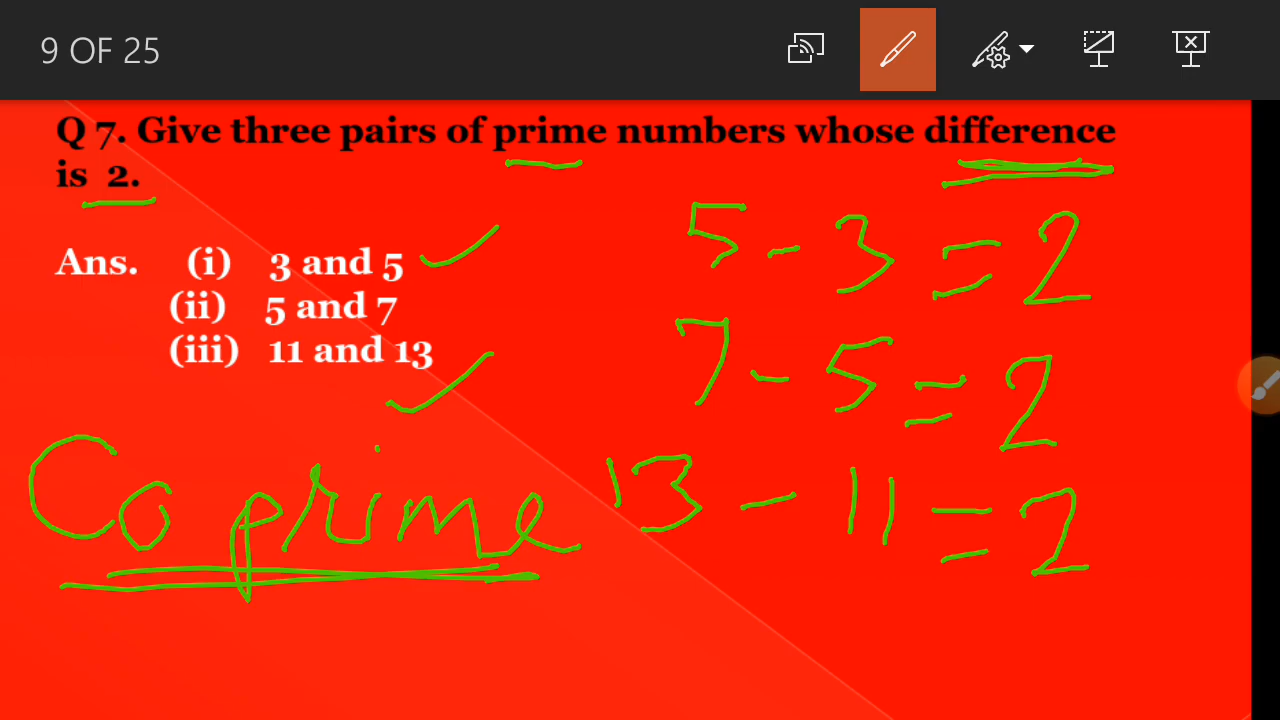 9 OF 25
Q 7. Give three pairs of prime numbers whose difference
is 2.
Ans. (i) 3 and 5
(ii) 5 and 7
(iii) 11 and 13
5 - 3 = 2
7 - 5 = 2
13 - 11 = 2
Co prime